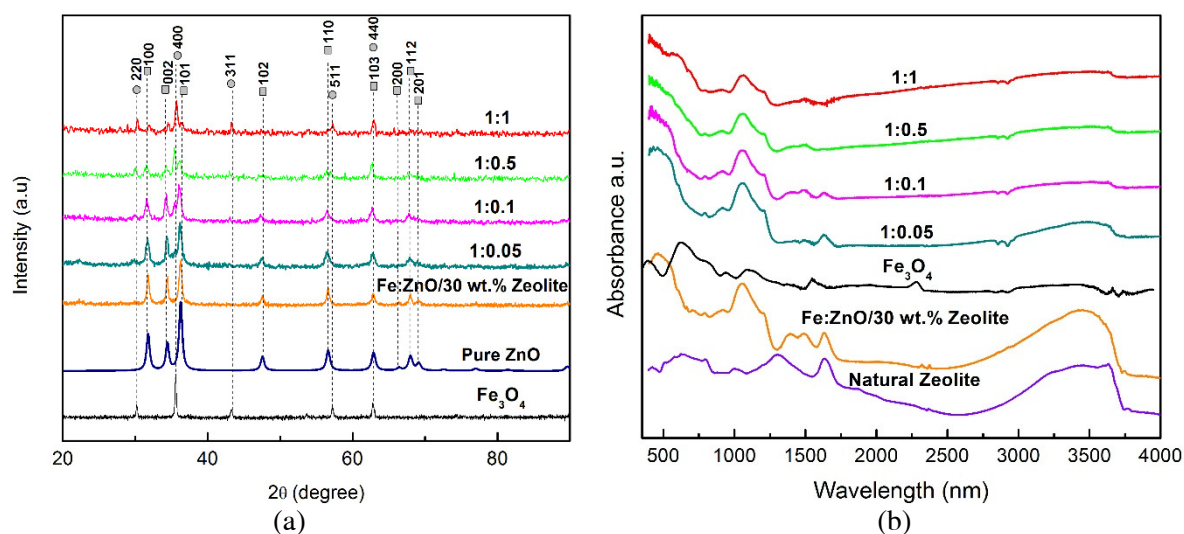 220
100
002
400
101
311
102
110
511
103
440
200
112
201
1:1
1:0.5
1:0.1
1:0.05
Fe:ZnO/30 wt.% Zeolite
Pure ZnO
Fe₃O₄
Intensity (a.u)
20 40 60 80
2θ (degree)
(a)
1:1
1:0.5
1:0.1
1:0.05
Fe₃O₄
Fe:ZnO/30 wt.% Zeolite
Natural Zeolite
Absorbance a.u.
500 1000 1500 2000 2500 3000 3500 4000
Wavelength (nm)
(b)